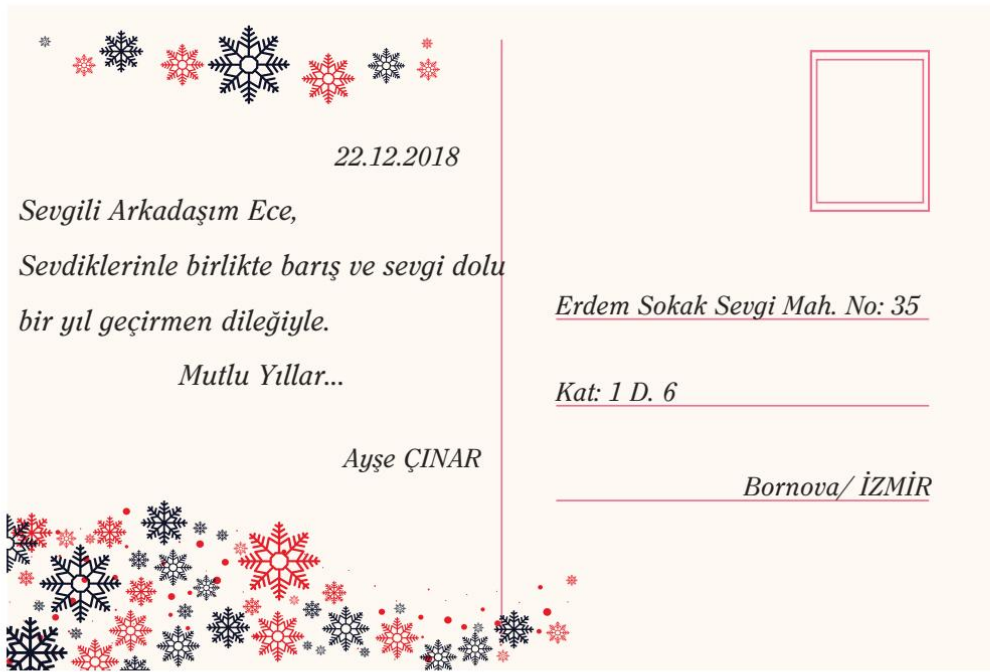 22.12.2018
Sevgili Arkadaşım Ece,
Sevdiklerinle birlikte barış ve sevgi dolu
bir yıl geçirmen dileğiyle.
Mutlu Yıllar...
Ayşe ÇINAR
Erdem Sokak Sevgi Mah. No: 35
Kat: 1 D. 6
Bornova/ İZMİR